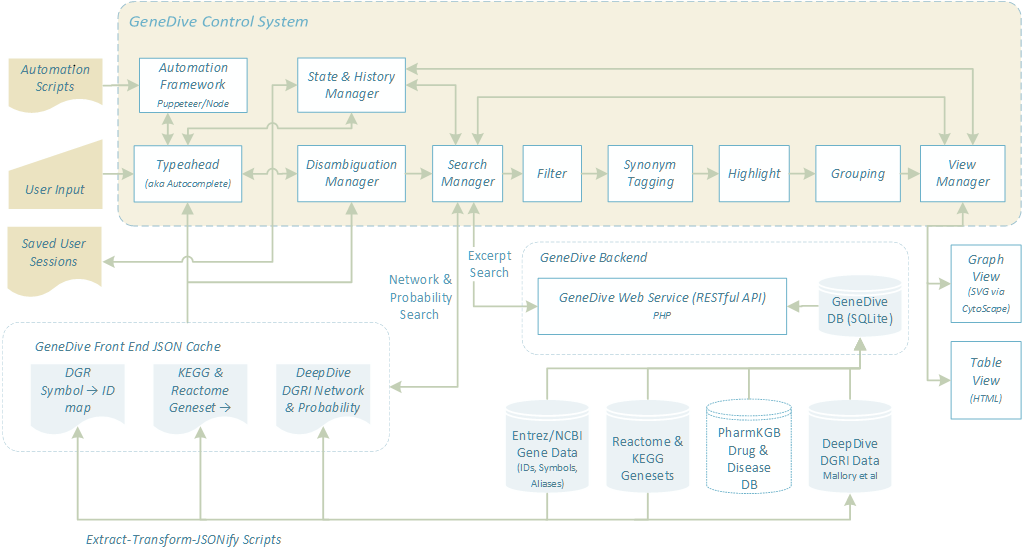 GeneDive Control System
Automation
Scripts
Automation
Framework
Puppeteer/Node
State & History
Manager
User Input
Typeahead
(aka Autocomplete)
Disambiguation
Manager
Search
Manager
Filter
Synonym
Tagging
Highlight
Grouping
View
Manager
Saved User
Sessions
Network &
Probability
Search
Excerpt
Search
GeneDive Backend
GeneDive Web Service (RESTful API)
PHP
GeneDive
DB (SQLite)
Graph
View
(SVG via
CytoScape)
Table
View
(HTML)
GeneDive Front End JSON Cache
DGR
Symbol → ID
map
KEGG &
Reactome
Geneset →
DeepDive
DGRI Network
& Probability
Entrez/NCBI
Gene Data
(IDs, Symbols,
Aliases)
Reactome &
KEGG
Genesets
PharmKGB
Drug &
Disease
DB
DeepDive
DGRI Data
Mallory et al
Extract-Transform-JSONify Scripts